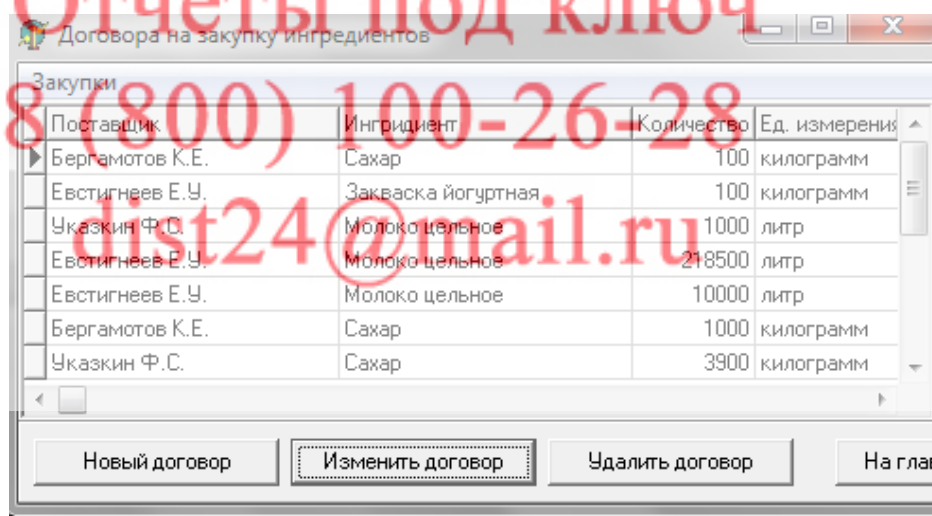 Отчеты под ключ
Договора на закупку ингредиентов
Закупки
8 (800) 100-26-28
Поставщик Ингридиент Количество Ед. измерения
Бергамотов К.Е. Сахар 100 килограмм
Евстигнеев Е.У. Закваска йогуртная 100 килограмм
Указкин Ф.С. Молоко цельное 1000 литр
dist24@mail.ru
Евстигнеев Е.У. Молоко цельное 218500 литр
Евстигнеев Е.У. Молоко цельное 10000 литр
Бергамотов К.Е. Сахар 1000 килограмм
Указкин Ф.С. Сахар 3900 килограмм
Новый договор Изменить договор Удалить договор На глав